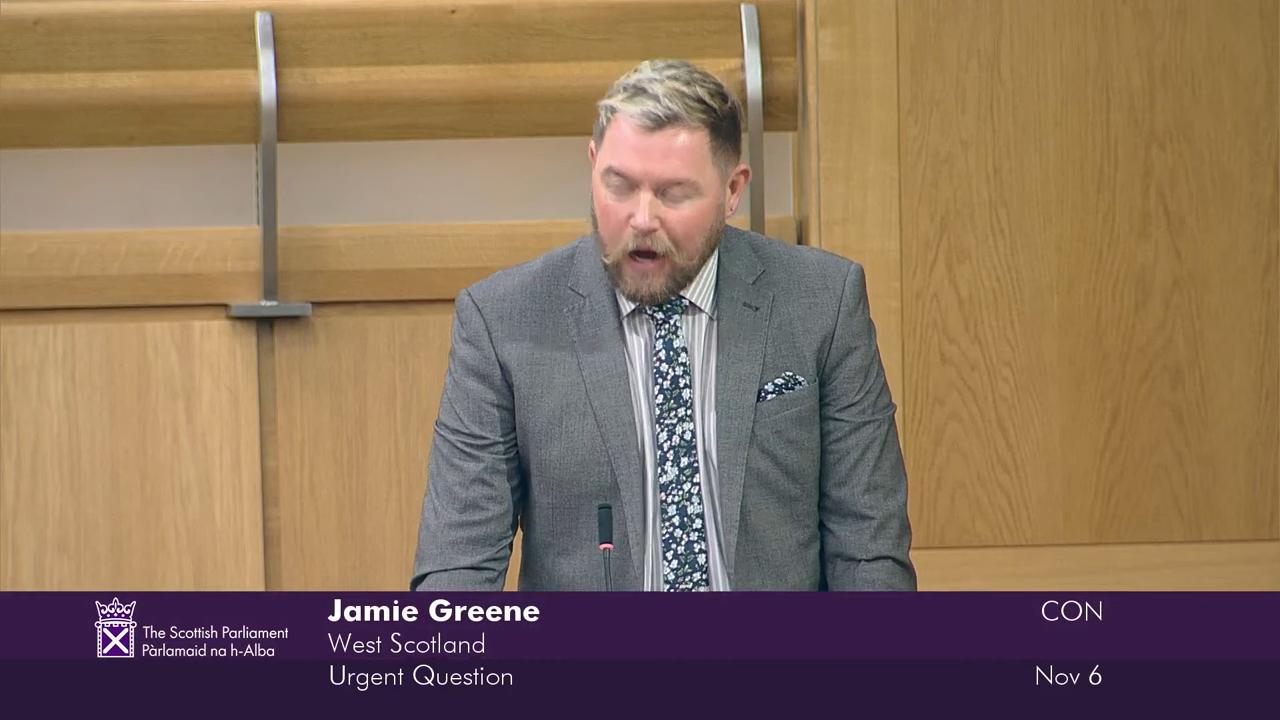 The Scottish Parliament
Pàrlamaid na h-Alba
Jamie Greene
CON
West Scotland
Urgent Question
Nov 6